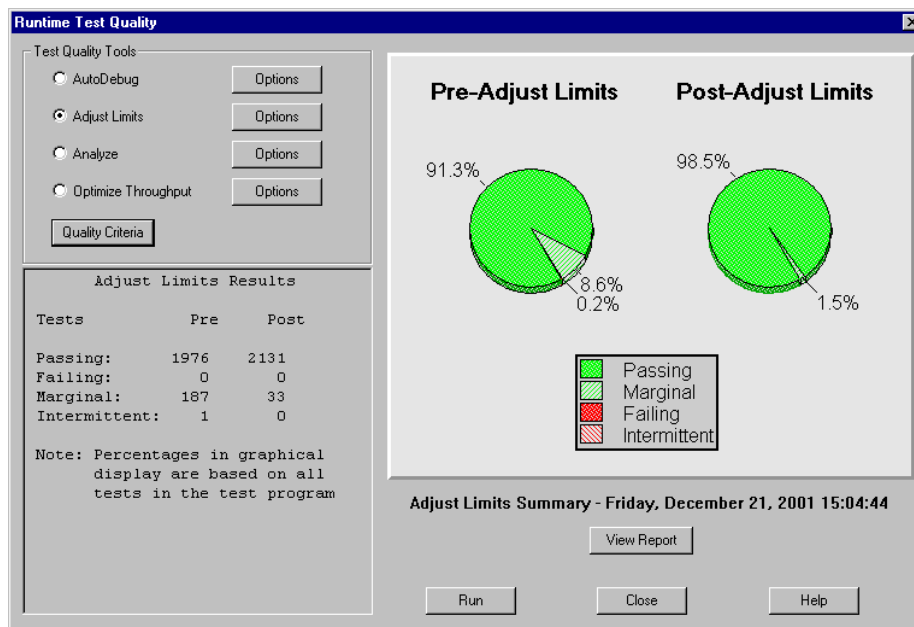 Runtime Test Quality
Test Quality Tools
AutoDebug
Options
Adjust Limits
Options
Analyze
Options
Optimize Throughput
Options
Quality Criteria
Adjust Limits Results
Tests Pre Post
Passing: 1976 2131
Failing: 0 0
Marginal: 187 33
Intermittent: 1 0
Note: Percentages in graphical
display are based on all
tests in the test program
Pre-Adjust Limits
Post-Adjust Limits
91.3%
8.6%
0.2%
98.5%
1.5%
Passing
Marginal
Failing
Intermittent
Adjust Limits Summary - Friday, December 21, 2001 15:04:44
View Report
Run
Close
Help